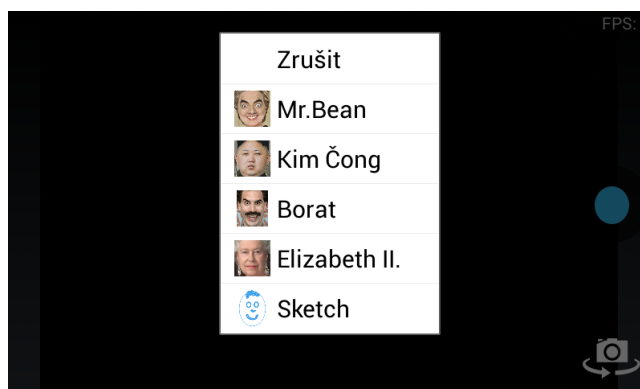 FPS:
Zrušit
Mr.Bean
Kim Čong
Borat
Elizabeth II.
Sketch